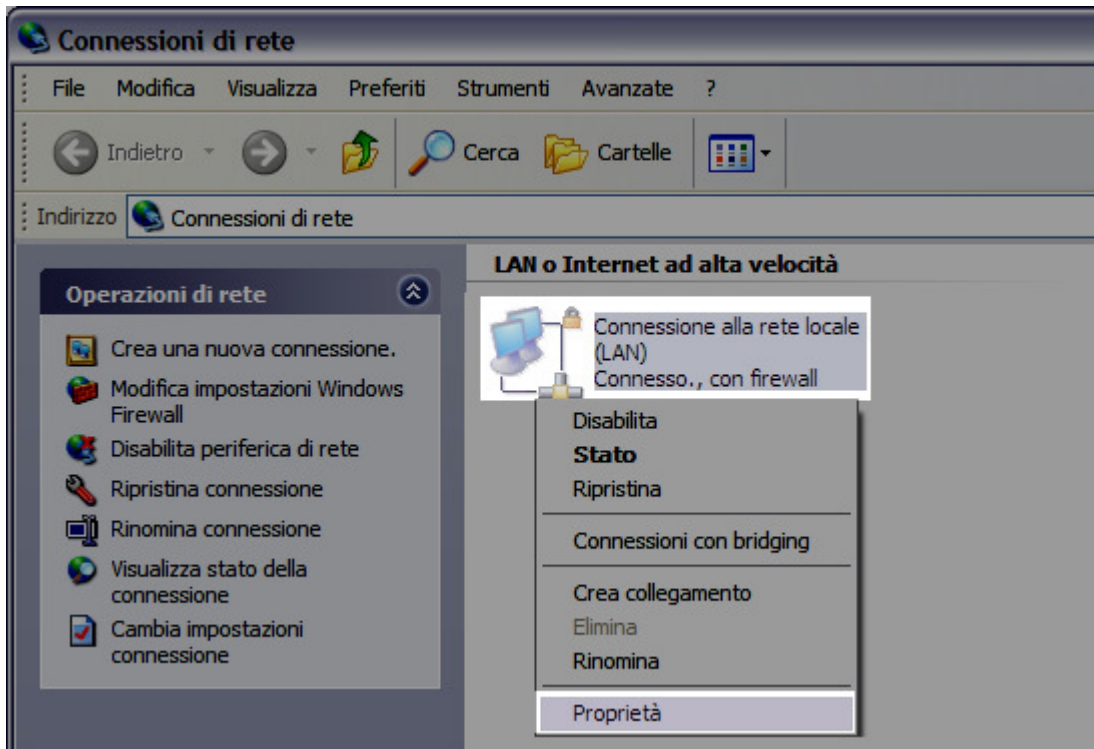 Connessioni di rete
File Modifica Visualizza Preferiti Strumenti Avanzate ?
Indietro Cerca Cartelle
Indirizzo Connessioni di rete
Operazioni di rete
Crea una nuova connessione.
Modifica impostazioni Windows
Firewall
Disabilita periferica di rete
Ripristina connessione
Rinomina connessione
Visualizza stato della
connessione
Cambia impostazioni
connessione
LAN o Internet ad alta velocità
Connessione alla rete locale
(LAN)
Connesso., con firewall
Disabilita
Stato
Ripristina
Connessioni con bridging
Crea collegamento
Elimina
Rinomina
Proprietà